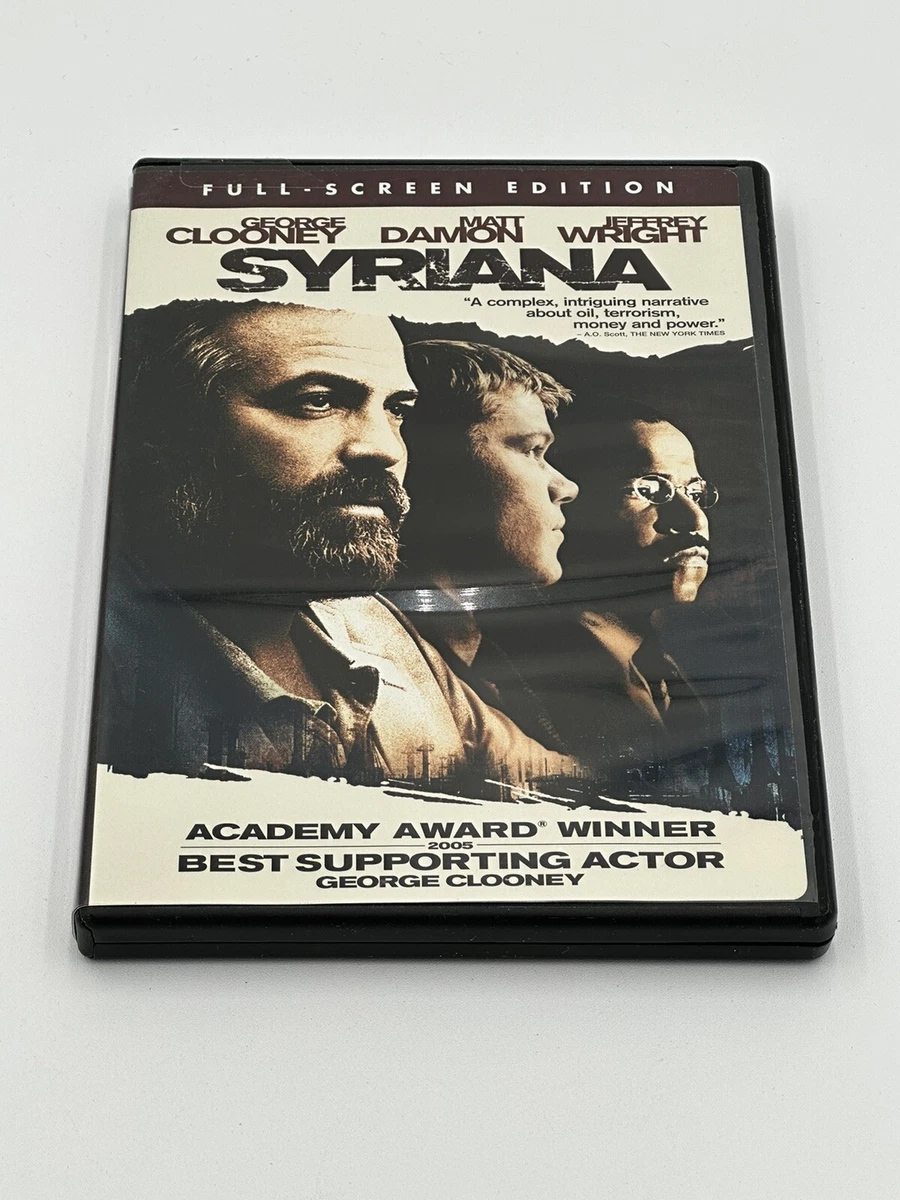 FULL-SCREEN EDITION
GEORGE CLOONEY MATT DAMON JEFFREY WRIGHT
SYRIANA
“A complex, intriguing narrative
about oil, terrorism,
money and power.”
– A.O. Scott, THE NEW YORK TIMES
ACADEMY AWARD® WINNER
2005
BEST SUPPORTING ACTOR
GEORGE CLOONEY